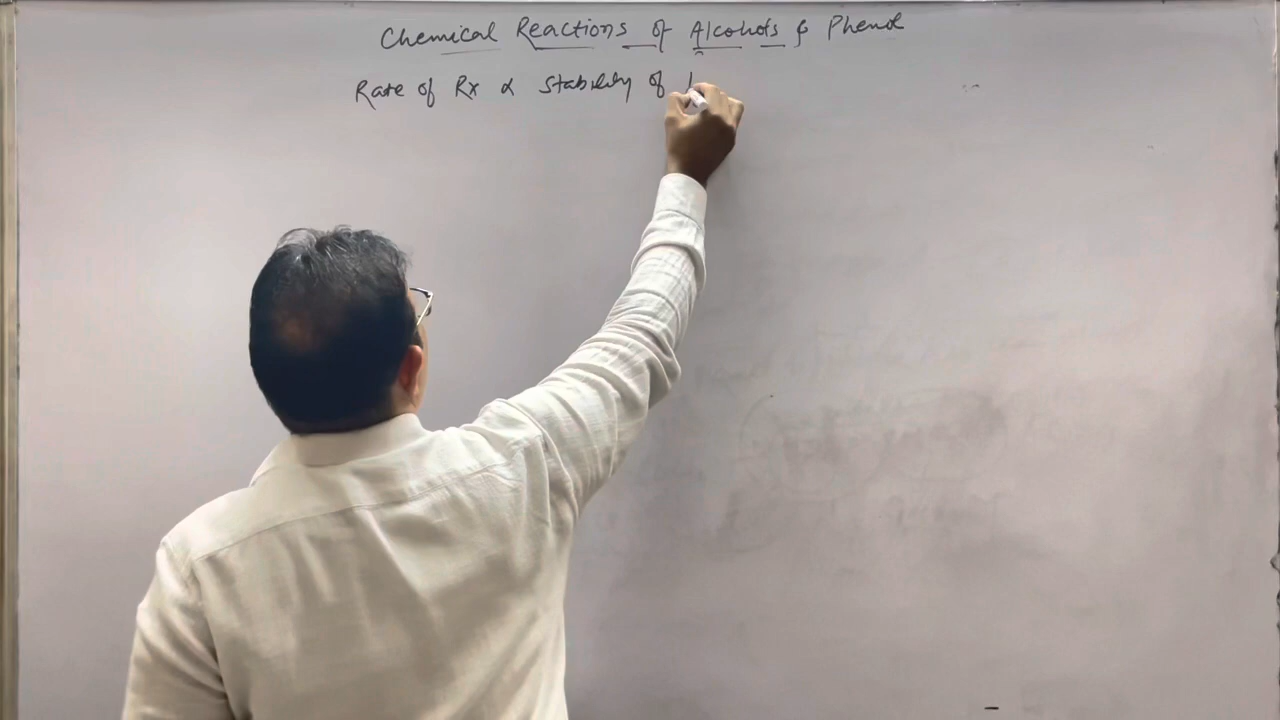 Chemical Reactions of Alcohols & Phenol
Rate of Rx ∝ Stability of